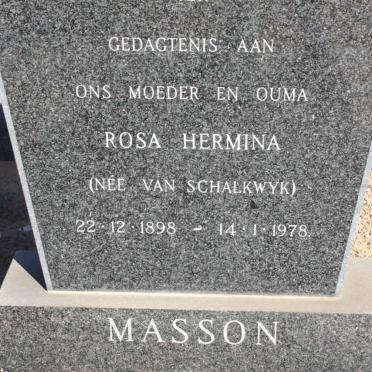 GEDAGTENIS AAN
ONS MOEDER EN OUMA
ROSA HERMINA
(NÉE VAN SCHALKWYK)
22·12·1898 – 14·1·1978.
MASSON